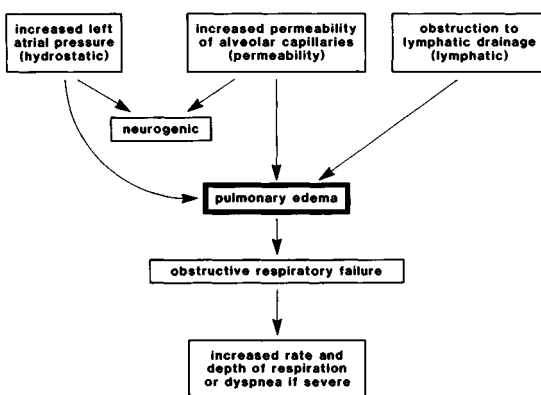 increased left
atrial pressure
(hydrostatic)
increased permeability
of alveolar capillaries
(permeability)
obstruction to
lymphatic drainage
(lymphatic)
neurogenic
pulmonary edema
obstructive respiratory failure
increased rate and
depth of respiration
or dyspnea if severe